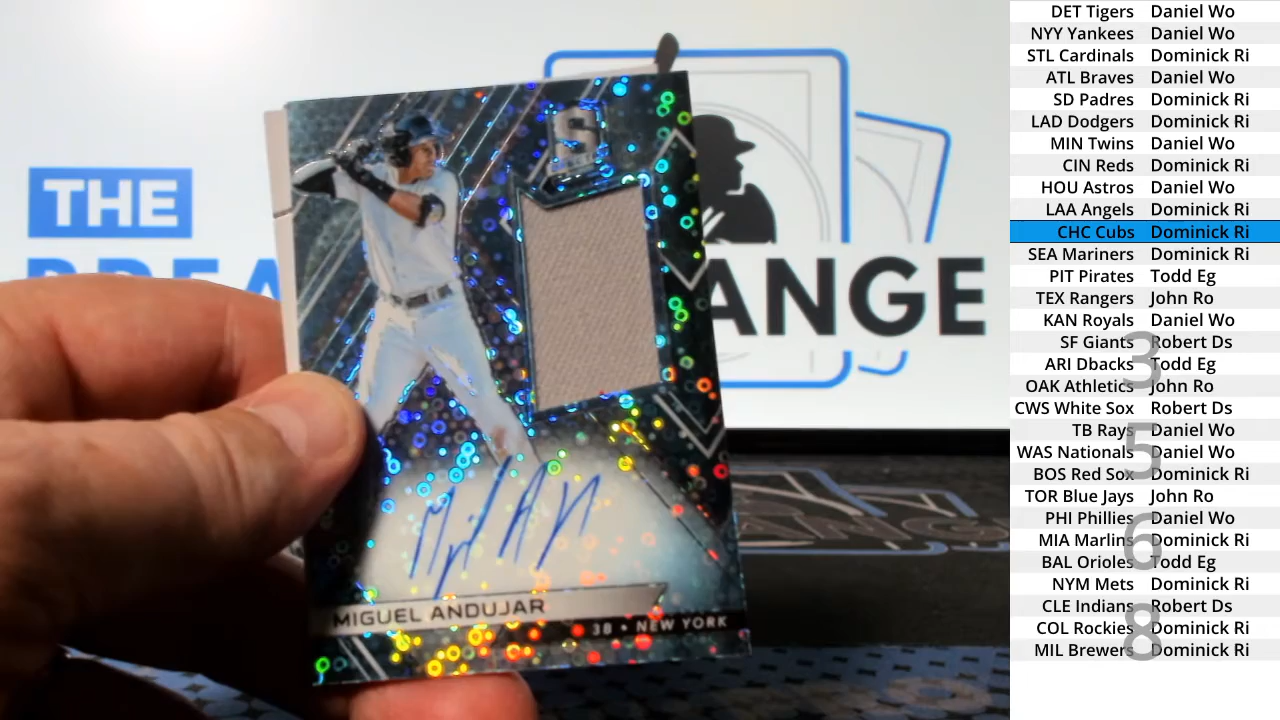 THE
ANGE
S
Migl Andj
MIGUEL ANDUJAR
3B • NEW YORK
DET Tigers Daniel Wo
NYY Yankees Daniel Wo
STL Cardinals Dominick Ri
ATL Braves Daniel Wo
SD Padres Dominick Ri
LAD Dodgers Dominick Ri
MIN Twins Daniel Wo
CIN Reds Dominick Ri
HOU Astros Daniel Wo
LAA Angels Dominick Ri
CHC Cubs Dominick Ri
SEA Mariners Dominick Ri
PIT Pirates Todd Eg
TEX Rangers John Ro
KAN Royals Daniel Wo
SF Giants Robert Ds
3
ARI Dbacks Todd Eg
OAK Athletics John Ro
CWS White Sox Robert Ds
TB Rays Daniel Wo
5
WAS Nationals Daniel Wo
BOS Red Sox Dominick Ri
TOR Blue Jays John Ro
PHI Phillies Daniel Wo
6
MIA Marlins Dominick Ri
BAL Orioles Todd Eg
NYM Mets Dominick Ri
CLE Indians Robert Ds
8
COL Rockies Dominick Ri
MIL Brewers Dominick Ri